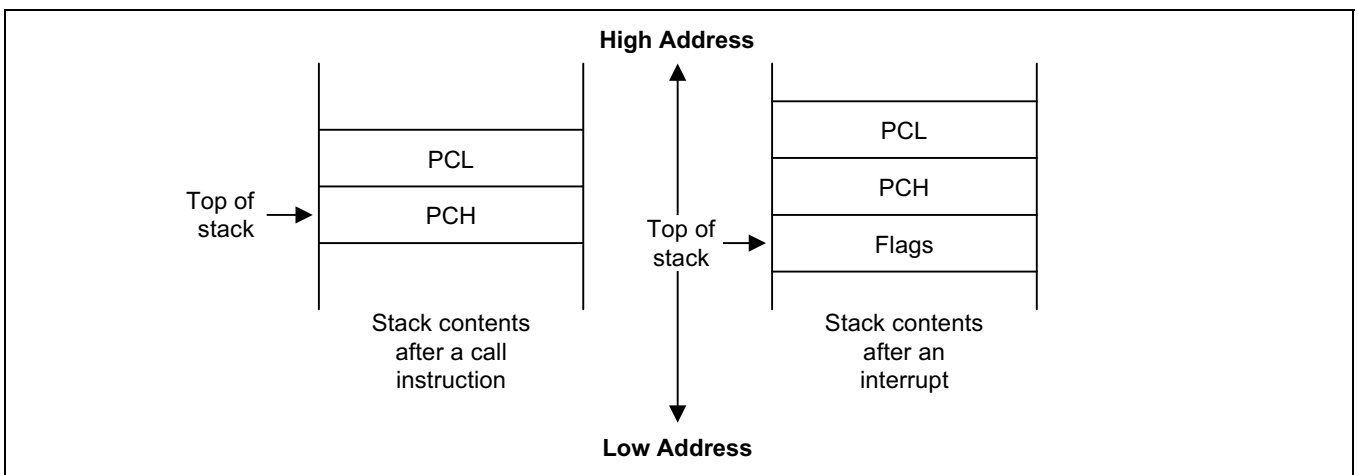 High Address
PCL
PCH
Top of
stack
Stack contents
after a call
instruction
PCL
PCH
Flags
Top of
stack
Stack contents
after an
interrupt
Low Address